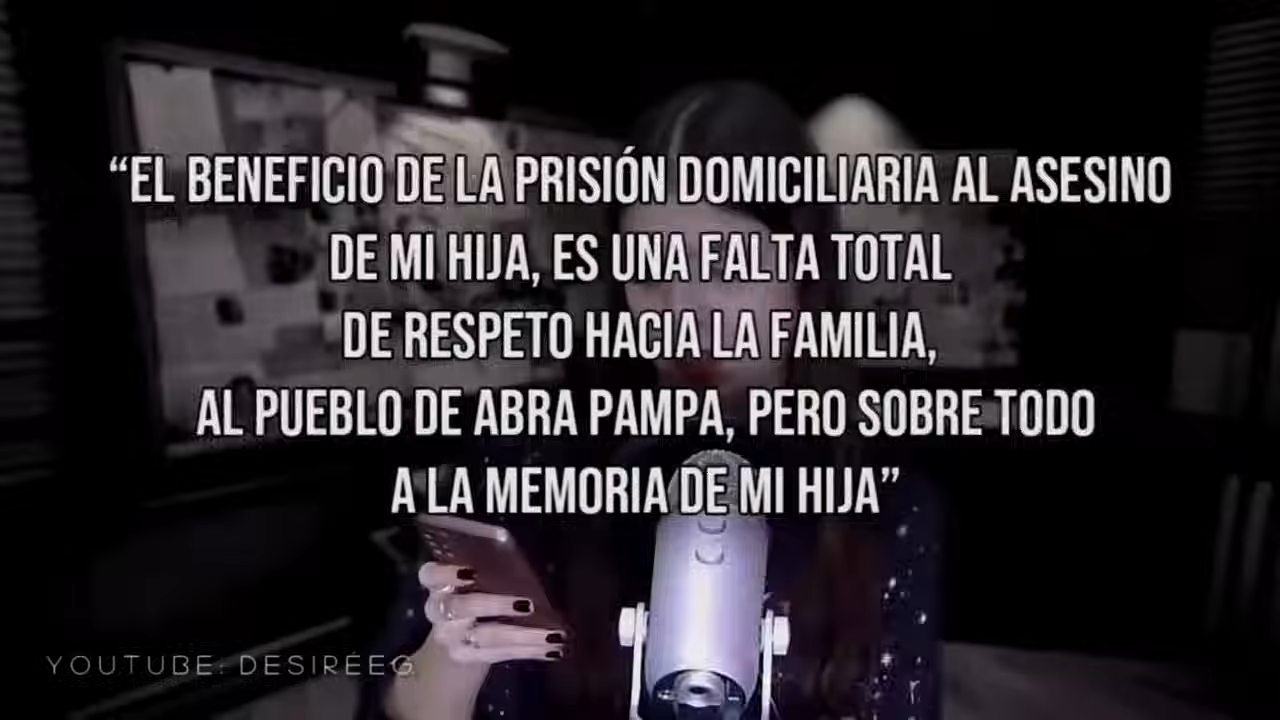 “EL BENEFICIO DE LA PRISIÓN DOMICILIARIA AL ASESINO
DE MI HIJA, ES UNA FALTA TOTAL
DE RESPETO HACIA LA FAMILIA,
AL PUEBLO DE ABRA PAMPA, PERO SOBRE TODO
A LA MEMORIA DE MI HIJA”
YOUTUBE: DESIRÉEG